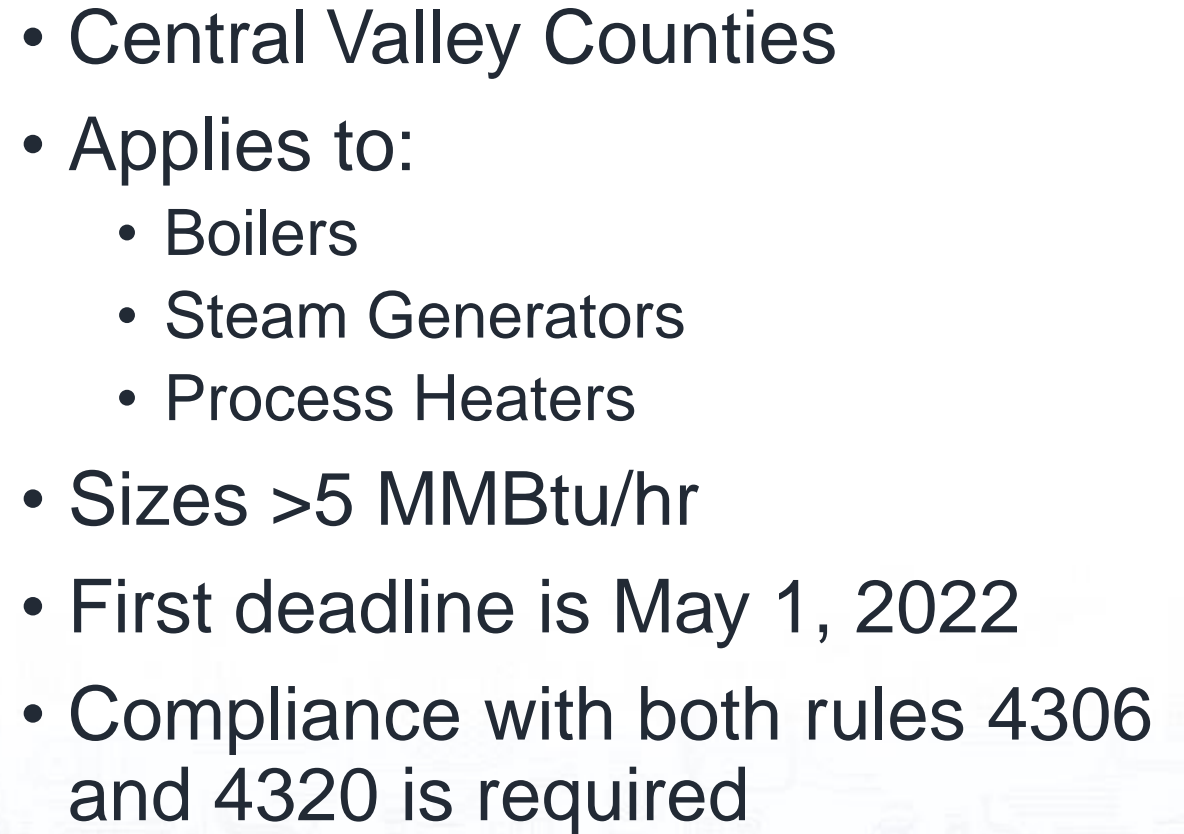 • Central Valley Counties
• Applies to:
• Boilers
• Steam Generators
• Process Heaters
• Sizes >5 MMBtu/hr
• First deadline is May 1, 2022
• Compliance with both rules 4306
and 4320 is required